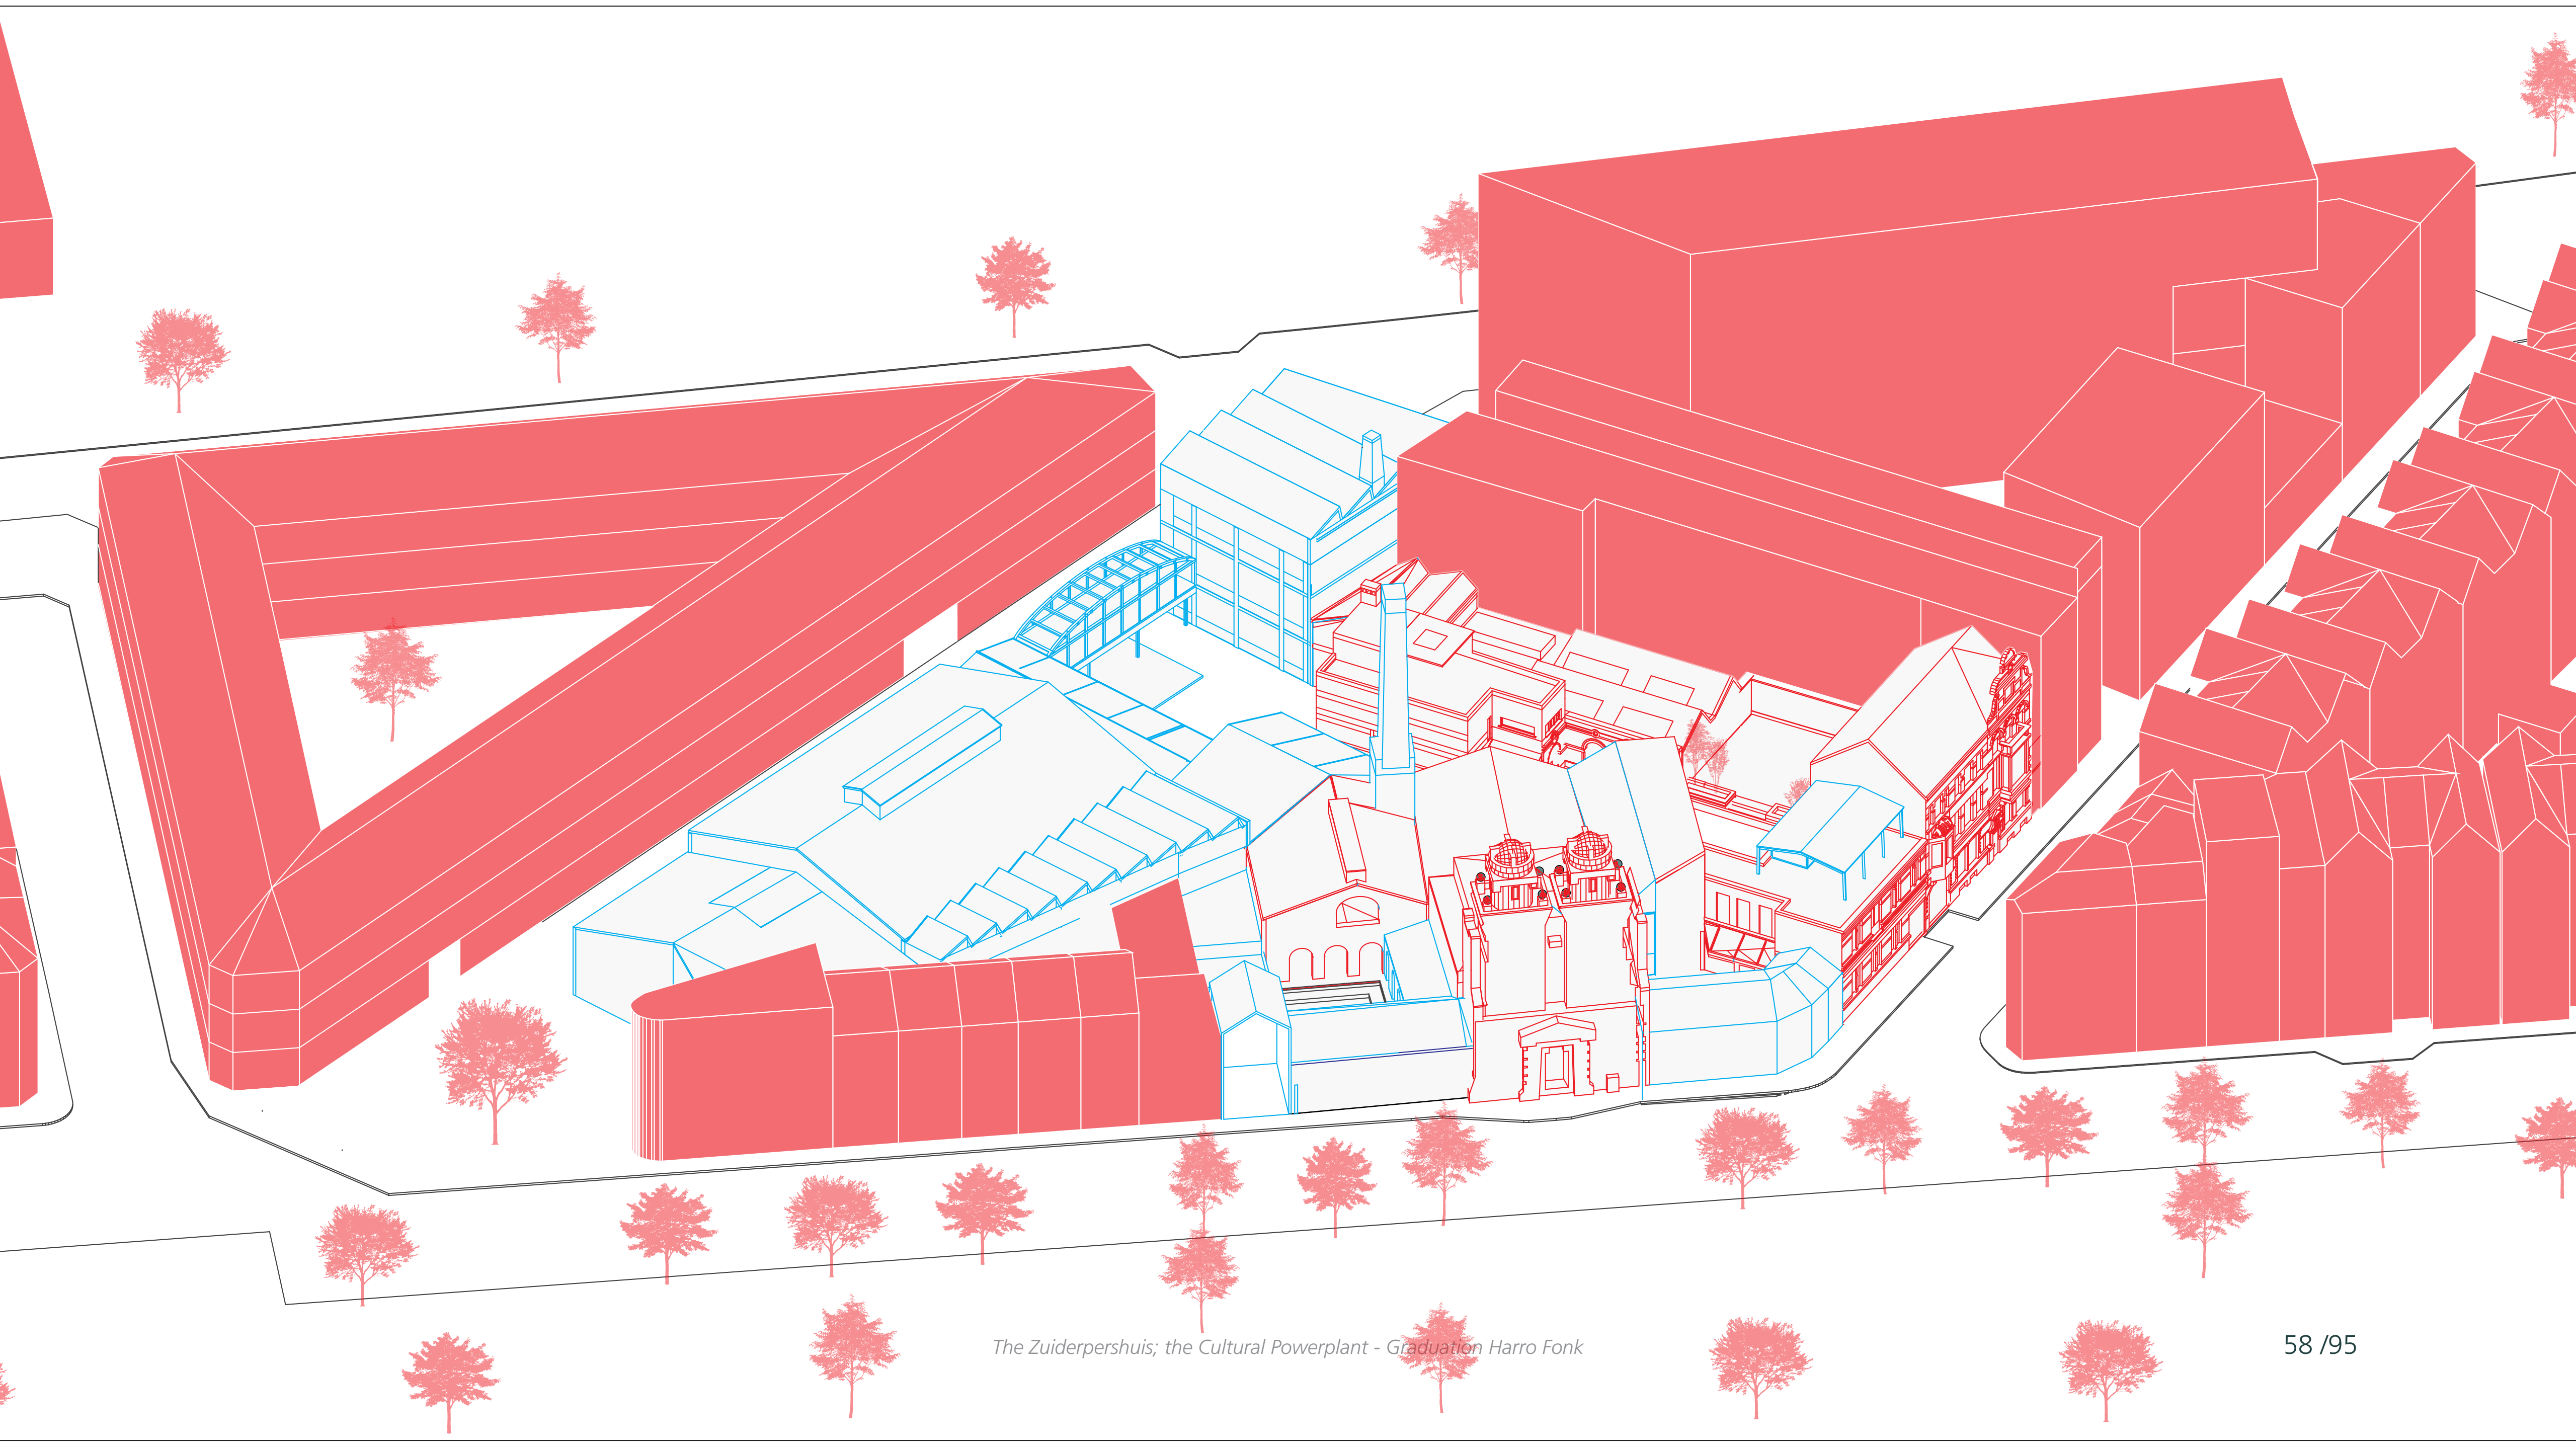 The Zuiderpershuis; the Cultural Powerplant - Graduation Harro Fonk
58 /95